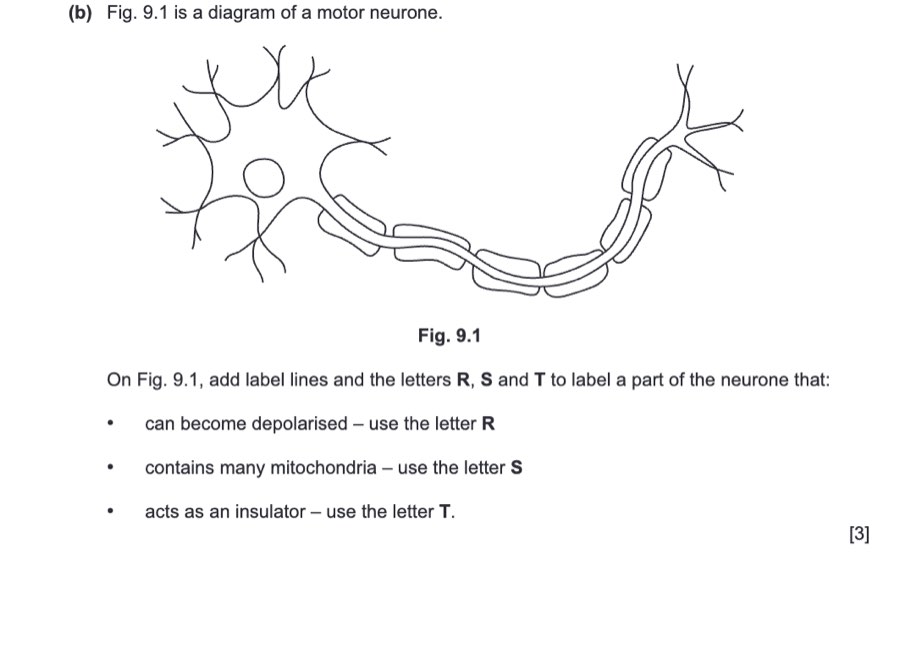 (b) Fig. 9.1 is a diagram of a motor neurone.
Fig. 9.1
On Fig. 9.1, add label lines and the letters R, S and T to label a part of the neurone that:
• can become depolarised – use the letter R
• contains many mitochondria – use the letter S
• acts as an insulator – use the letter T.
[3]